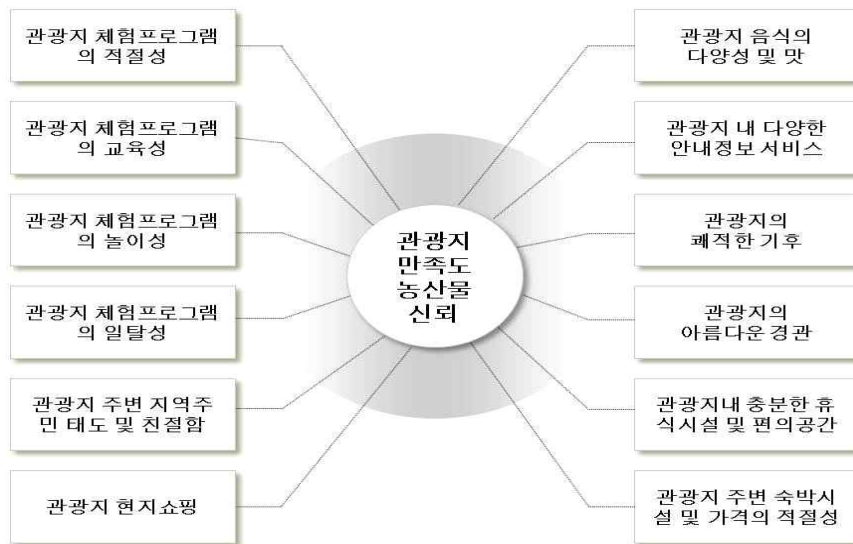 관광지 체험프로그램
의 적절성
관광지 체험프로그램
의 교육성
관광지 체험프로그램
의 놀이성
관광지 체험프로그램
의 일탈성
관광지 주변 지역주
민 태도 및 친절함
관광지 현지쇼핑
관광지
만족도
농산물
신뢰
관광지 음식의
다양성 및 맛
관광지 내 다양한
안내정보 서비스
관광지의
쾌적한 기후
관광지의
아름다운 경관
관광지내 충분한 휴
식시설 및 편의공간
관광지 주변 숙박시
설 및 가격의 적절성